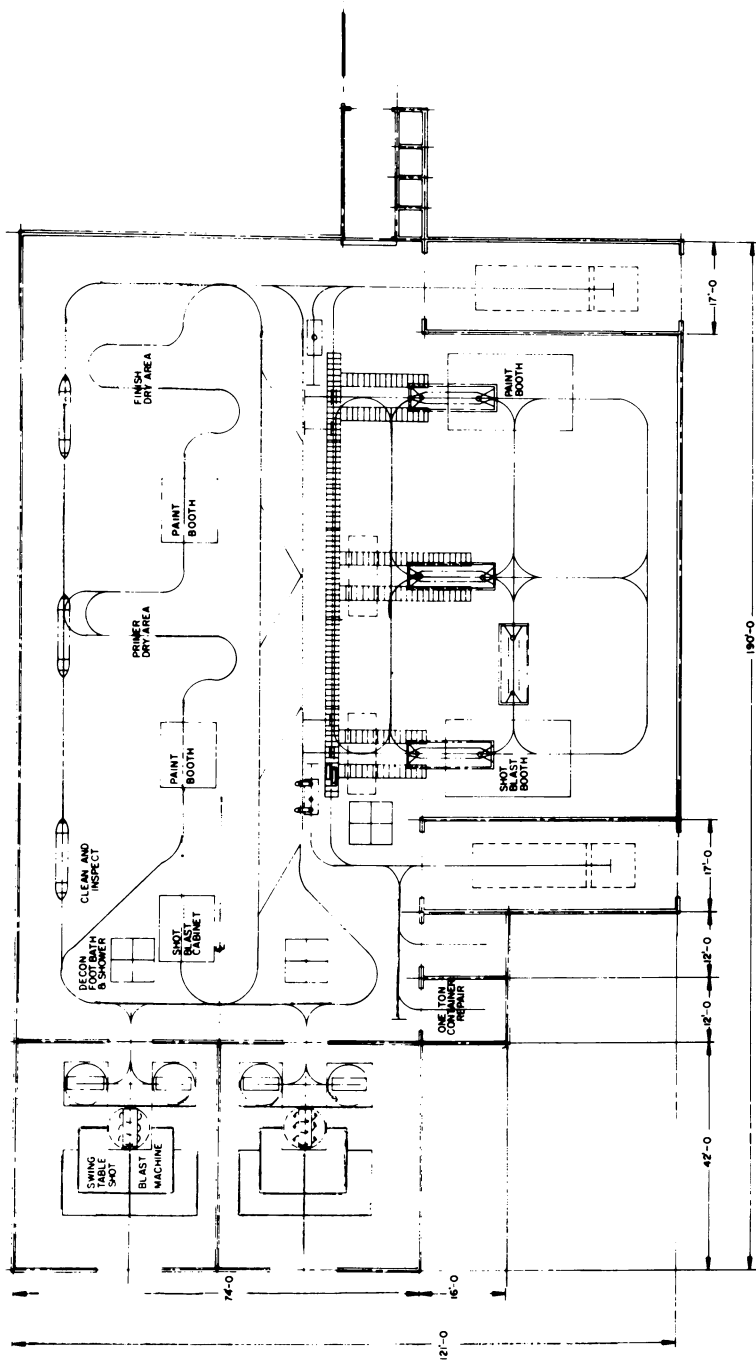 CLEAN AND
INSPECT
DECON
FOOT BATH
& SHOWER
SHOT
BLAST
CABINET
PAINT
BOOTH
PRIMER
DRY AREA
PAINT
BOOTH
FINISH
DRY AREA
SWING
TABLE
SHOT
BLAST
MACHINE
ONE TON
CONTAINER
REPAIR
SHOT
BLAST
BOOTH
PAINT
BOOTH
74'-0
16'-0
121'-0
42'-0
12'-0
12'-0
17'-0
17'-0
190'-0